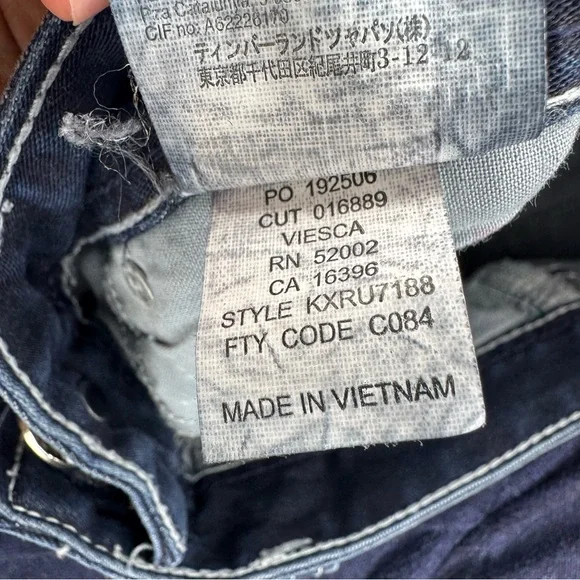 CIF no: A62226179
ティンバーランドツャパソ(株)
東京都千代田区紀尾井町3-12 12
PO 192506
CUT 016889
VIESCA
RN 52002
CA 16396
STYLE KXRU7188
FTY CODE C084
MADE IN VIETNAM